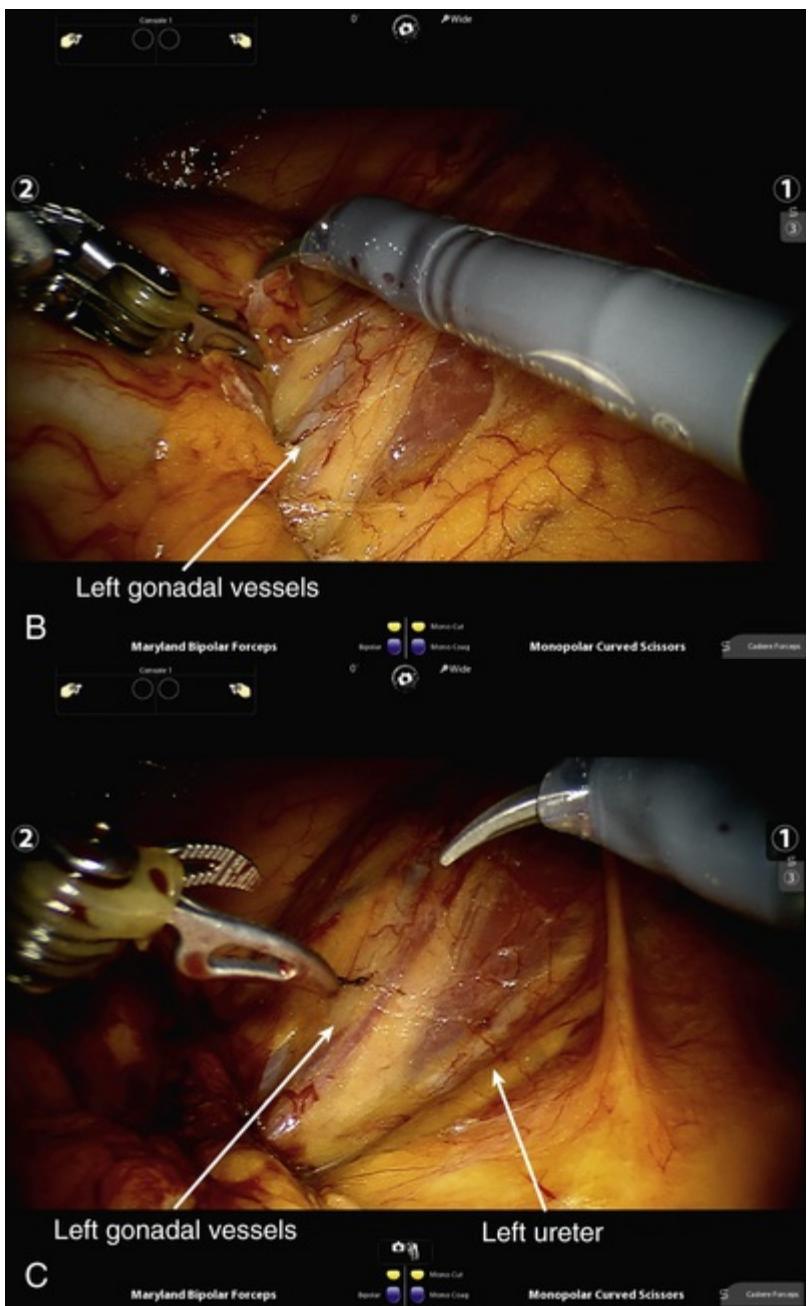 Console 1
0° Wide
2
1
S
3
Left gonadal vessels
B
Mono Cut
Maryland Bipolar Forceps
Bipolar
Mono Coag
Monopolar Curved Scissors
S
Cadiere Forceps
Console 1
0° Wide
2
1
S
3
Left gonadal vessels
Left ureter
C
Mono Cut
Maryland Bipolar Forceps
Bipolar
Mono Coag
Monopolar Curved Scissors
S
Cadiere Forceps